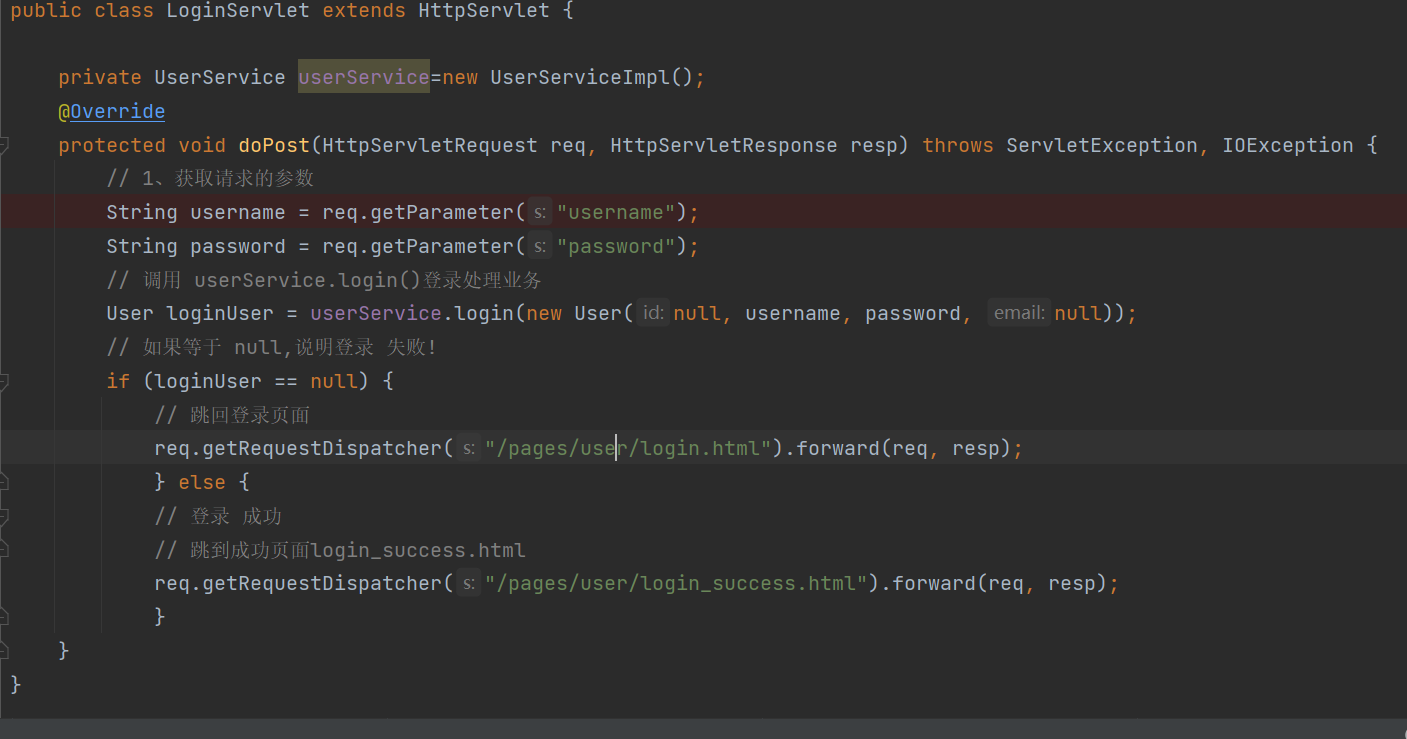 public class LoginServlet extends HttpServlet {
private UserService userService=new UserServiceImpl();
@Override
protected void doPost(HttpServletRequest req, HttpServletResponse resp) throws ServletException, IOException {
// 1、获取请求的参数
String username = req.getParameter( s: "username");
String password = req.getParameter( s: "password");
// 调用 userService.login()登录处理业务
User loginUser = userService.login(new User( id: null, username, password, email: null));
// 如果等于 null,说明登录 失败!
if (loginUser == null) {
// 跳回登录页面
req.getRequestDispatcher( s: "/pages/user/login.html").forward(req, resp);
} else {
// 登录 成功
// 跳到成功页面login_success.html
req.getRequestDispatcher( s: "/pages/user/login_success.html").forward(req, resp);
}
}
}